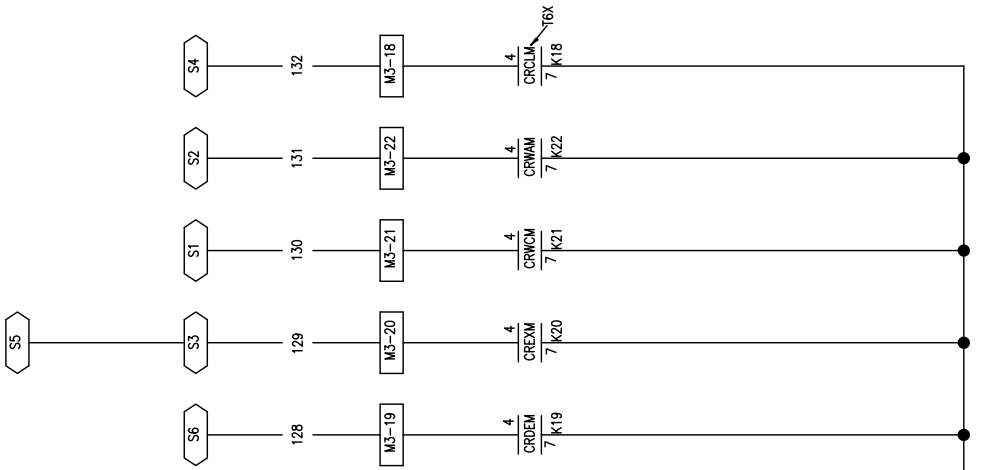 T6X
S4
132
M3-18
4
CRCLM
7
K18
S2
131
M3-22
4
CRWAM
7
K22
S1
130
M3-21
4
CRWCM
7
K21
S5
S3
129
M3-20
4
CREXM
7
K20
S6
128
M3-19
4
CRDEM
7
K19